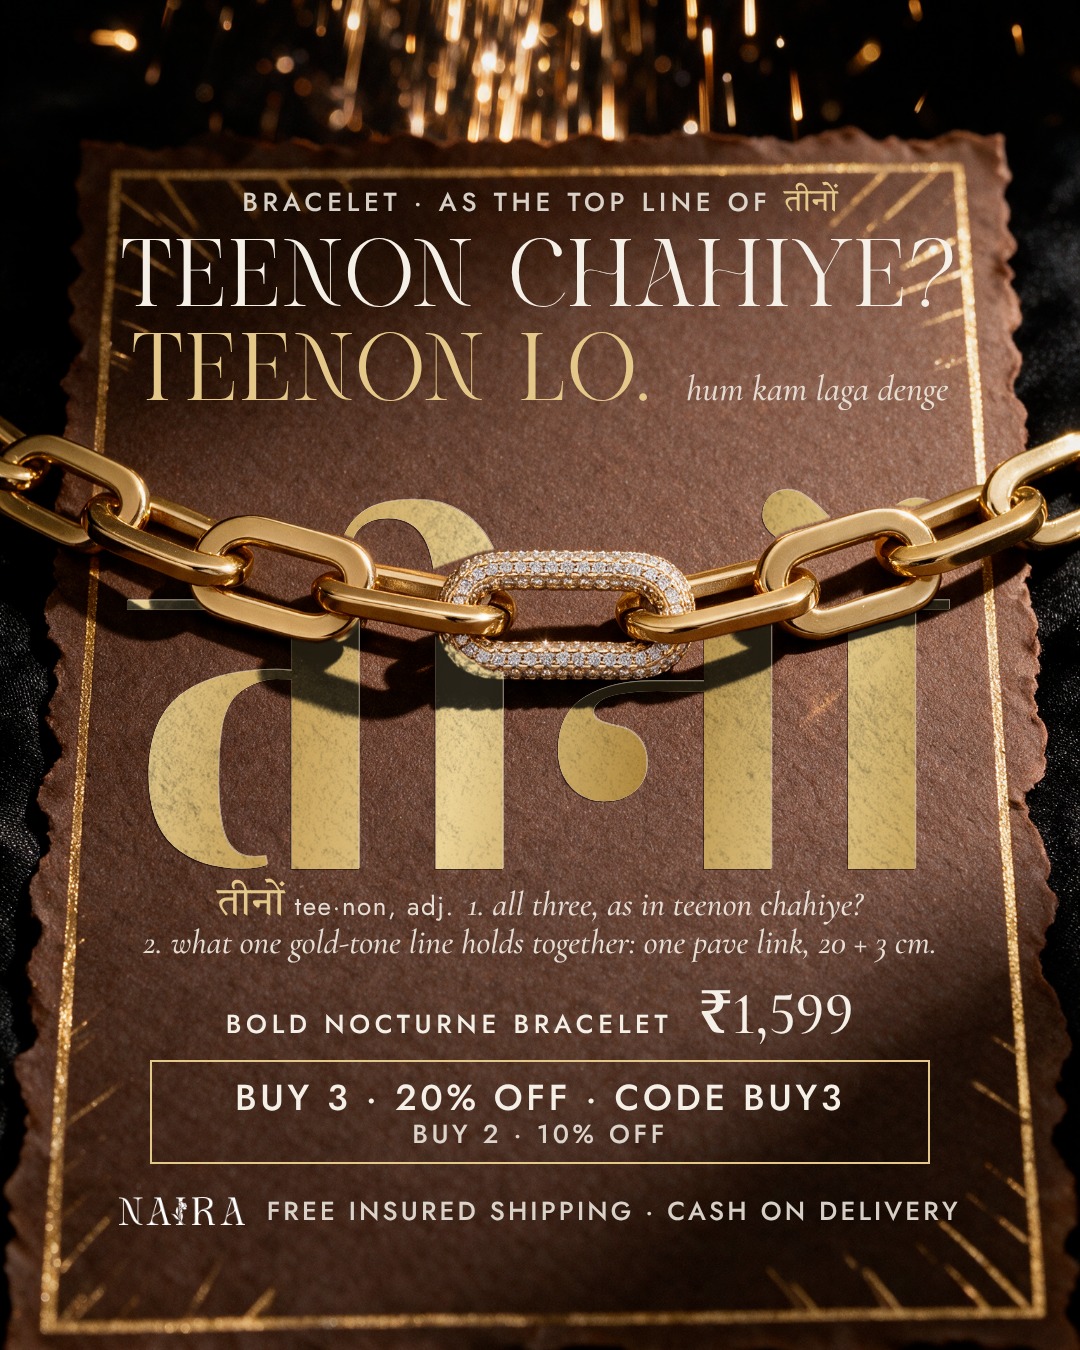 BRACELET · AS THE TOP LINE OF तीनों
TEENON CHAHIYE?
TEENON LO. hum kam laga denge
तीनों
तीनों tee·non, adj. 1. all three, as in teenon chahiye?
2. what one gold-tone line holds together: one pave link, 20 + 3 cm.
BOLD NOCTURNE BRACELET ₹1,599
BUY 3 · 20% OFF · CODE BUY3
BUY 2 · 10% OFF
NAIRA FREE INSURED SHIPPING · CASH ON DELIVERY